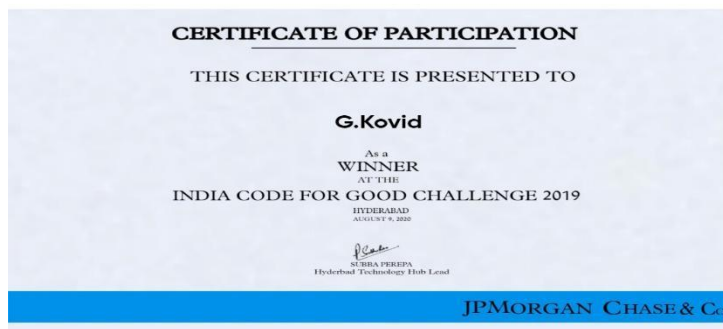 CERTIFICATE OF PARTICIPATION
THIS CERTIFICATE IS PRESENTED TO
G.Kovid
As a
WINNER
AT THE
INDIA CODE FOR GOOD CHALLENGE 2019
HYDERABAD
AUGUST 9, 2020
SUBBA PEREPA
Hyderbad Technology Hub Lead
JPMORGAN CHASE & C